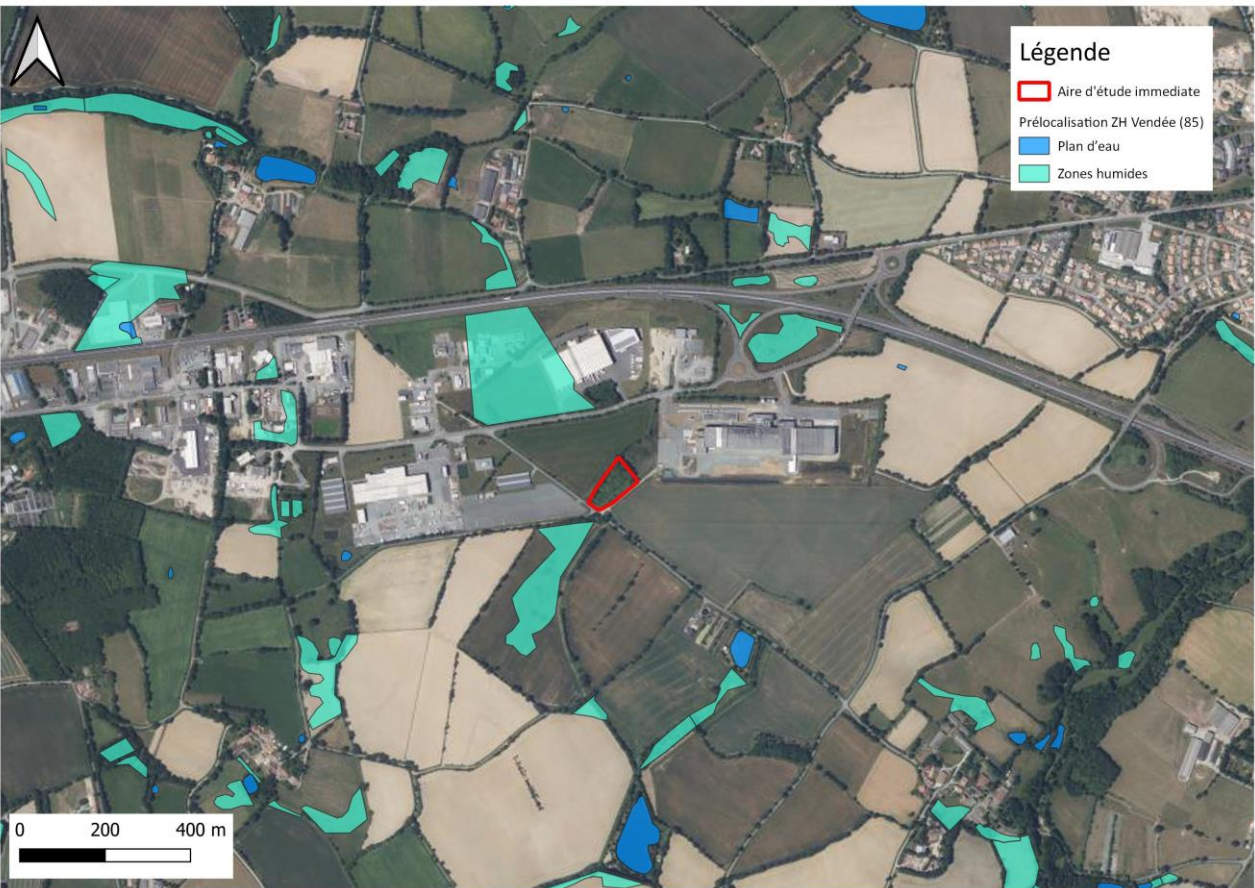 Légende
Aire d'étude immediate
Prélocalisation ZH Vendée (85)
Plan d'eau
Zones humides
0 200 400 m